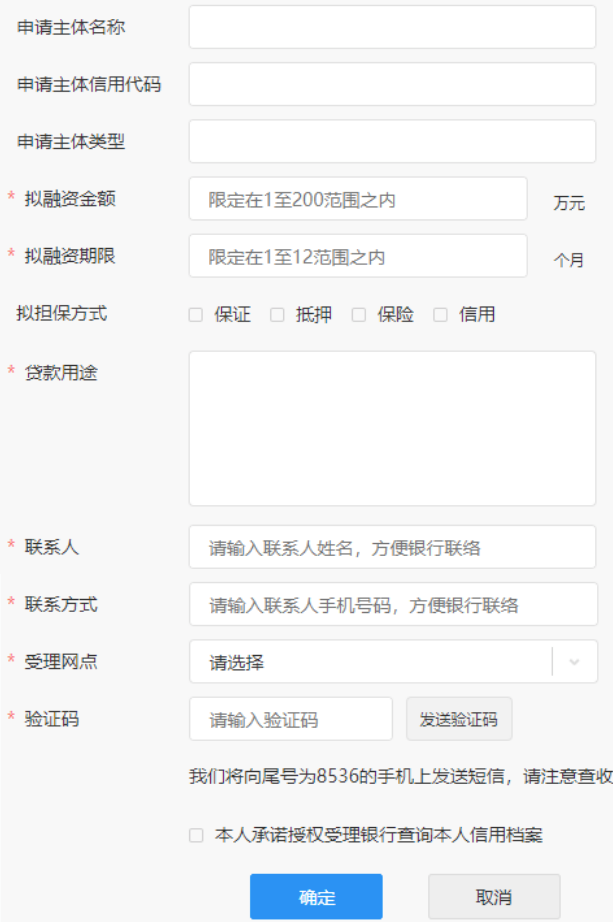 申请主体名称
申请主体信用代码
申请主体类型
* 拟融资金额 限定在1至200范围之内 万元
* 拟融资期限 限定在1至12范围之内 个月
拟担保方式 保证 抵押 保险 信用
* 贷款用途
* 联系人 请输入联系人姓名，方便银行联络
* 联系方式 请输入联系人手机号码，方便银行联络
* 受理网点 请选择
* 验证码 请输入验证码 发送验证码
我们将向尾号为8536的手机上发送短信，请注意查收
本人承诺授权受理银行查询本人信用档案
确定 取消